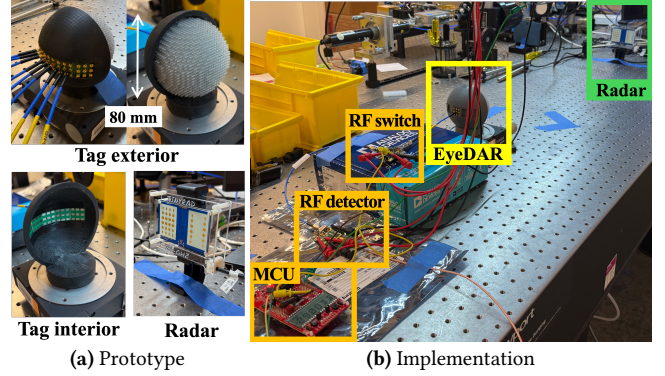 80 mm
Tag exterior
Tag interior
Radar
(a) Prototype
Radar
RF switch
EyeDAR
RF detector
MCU
(b) Implementation